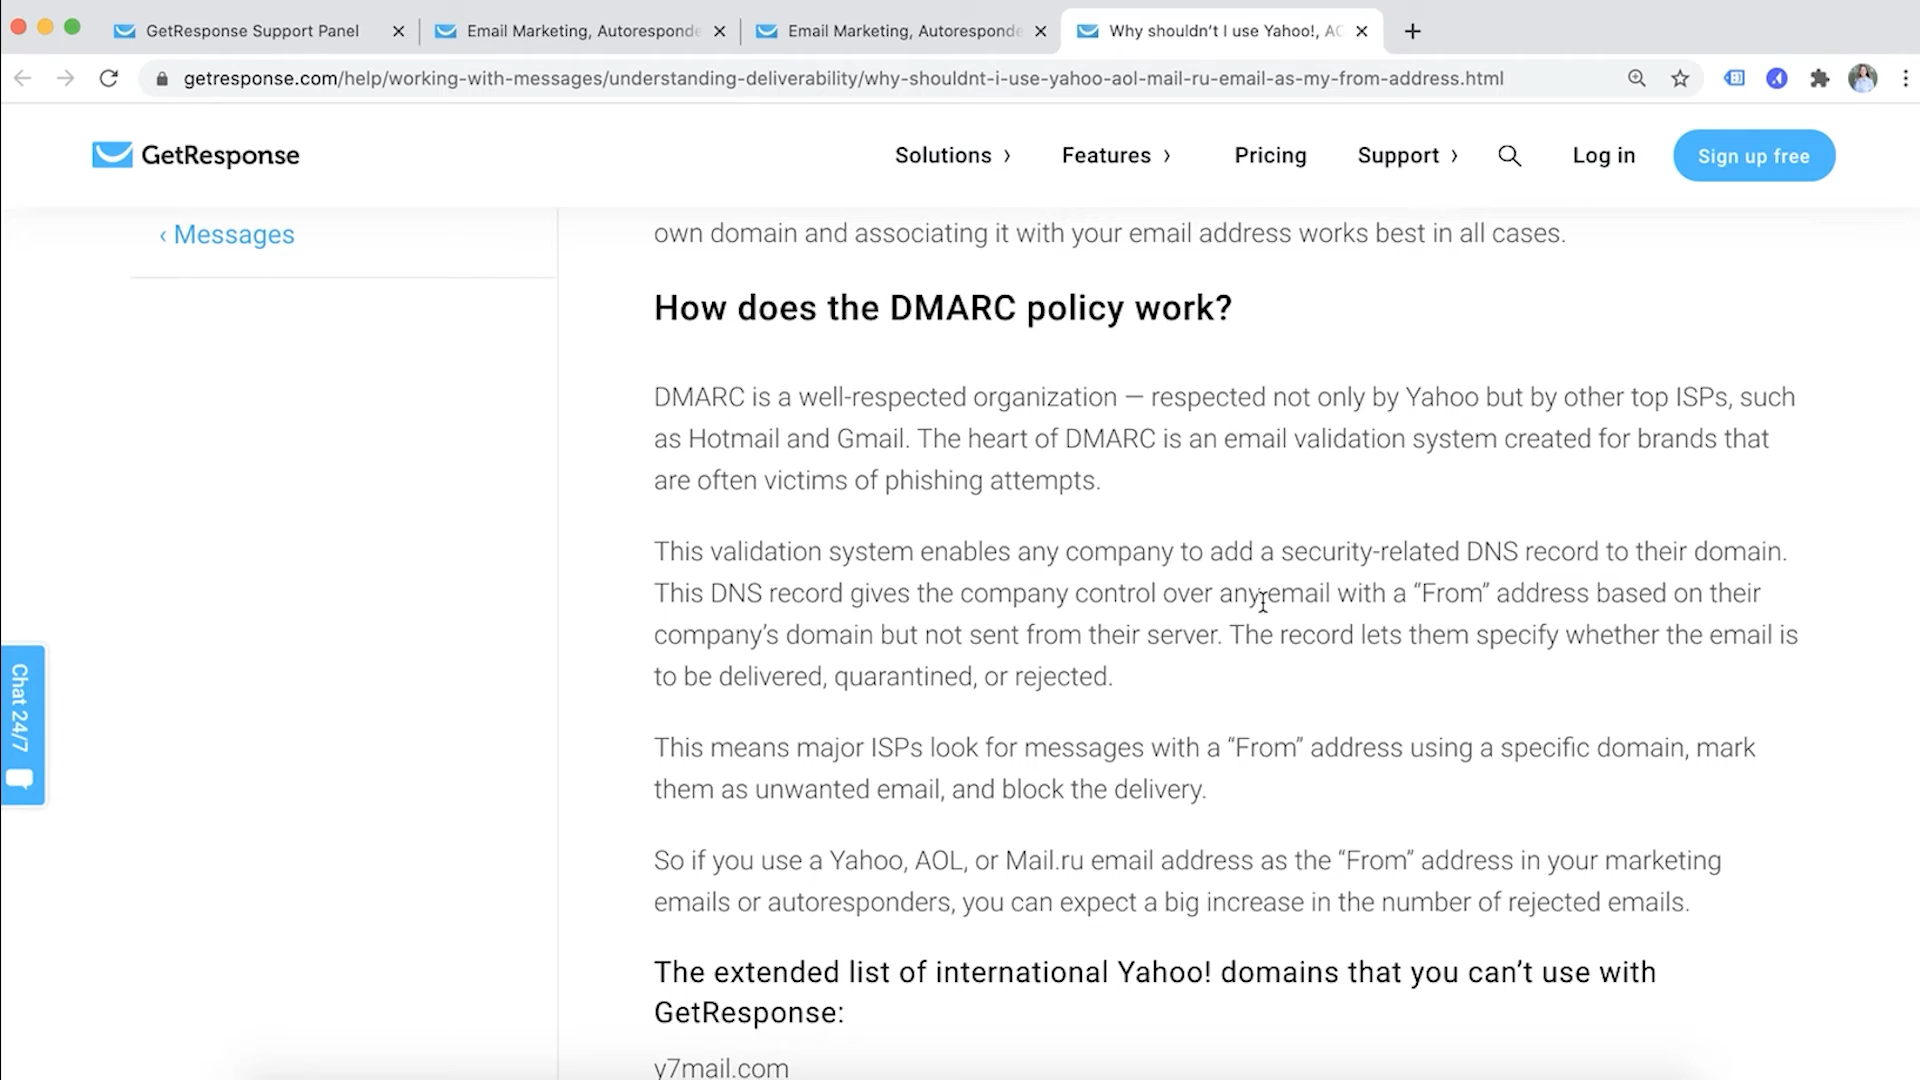 GetResponse Support Panel
Email Marketing, Autoresponde
Email Marketing, Autoresponde
Why shouldn't I use Yahoo!, AO
getresponse.com/help/working-with-messages/understanding-deliverability/why-shouldnt-i-use-yahoo-aol-mail-ru-email-as-my-from-address.html
GetResponse
Solutions ›
Features ›
Pricing
Support ›
Log in
Sign up free
‹ Messages
own domain and associating it with your email address works best in all cases.
How does the DMARC policy work?
DMARC is a well-respected organization — respected not only by Yahoo but by other top ISPs, such
as Hotmail and Gmail. The heart of DMARC is an email validation system created for brands that
are often victims of phishing attempts.
This validation system enables any company to add a security-related DNS record to their domain.
This DNS record gives the company control over any email with a “From” address based on their
company’s domain but not sent from their server. The record lets them specify whether the email is
to be delivered, quarantined, or rejected.
This means major ISPs look for messages with a “From” address using a specific domain, mark
them as unwanted email, and block the delivery.
So if you use a Yahoo, AOL, or Mail.ru email address as the “From” address in your marketing
emails or autoresponders, you can expect a big increase in the number of rejected emails.
The extended list of international Yahoo! domains that you can’t use with
GetResponse:
y7mail.com
Chat 24/7